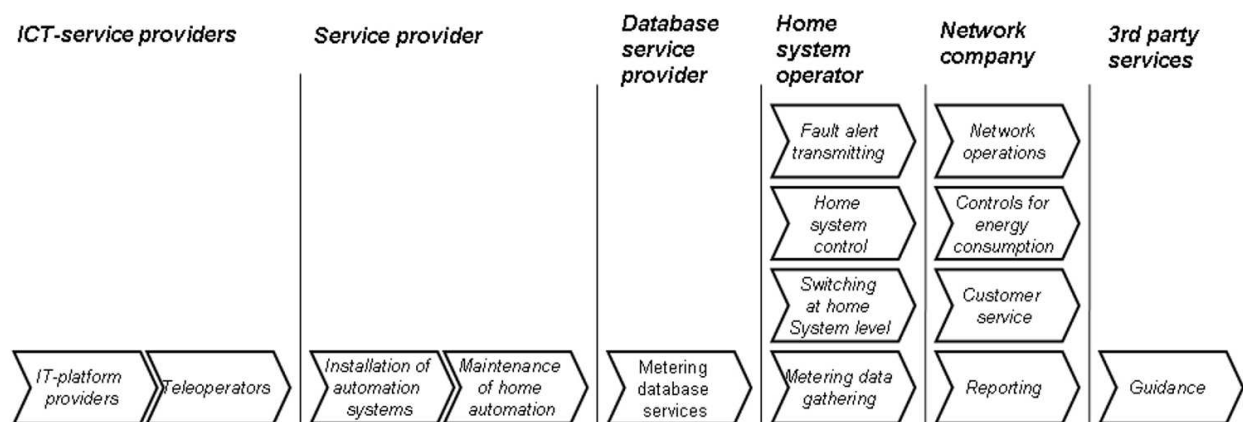 ICT-service providers
Service provider
Database
service
provider
Home
system
operator
Network
company
3rd party
services
Fault alert
transmitting
Network
operations
Home
system
control
Controls for
energy
consumption
Switching
at home
System level
Customer
service
IT-platform
providers
Teleoperators
Installation of
automation
systems
Maintenance
of home
automation
Metering
database
services
Metering data
gathering
Reporting
Guidance